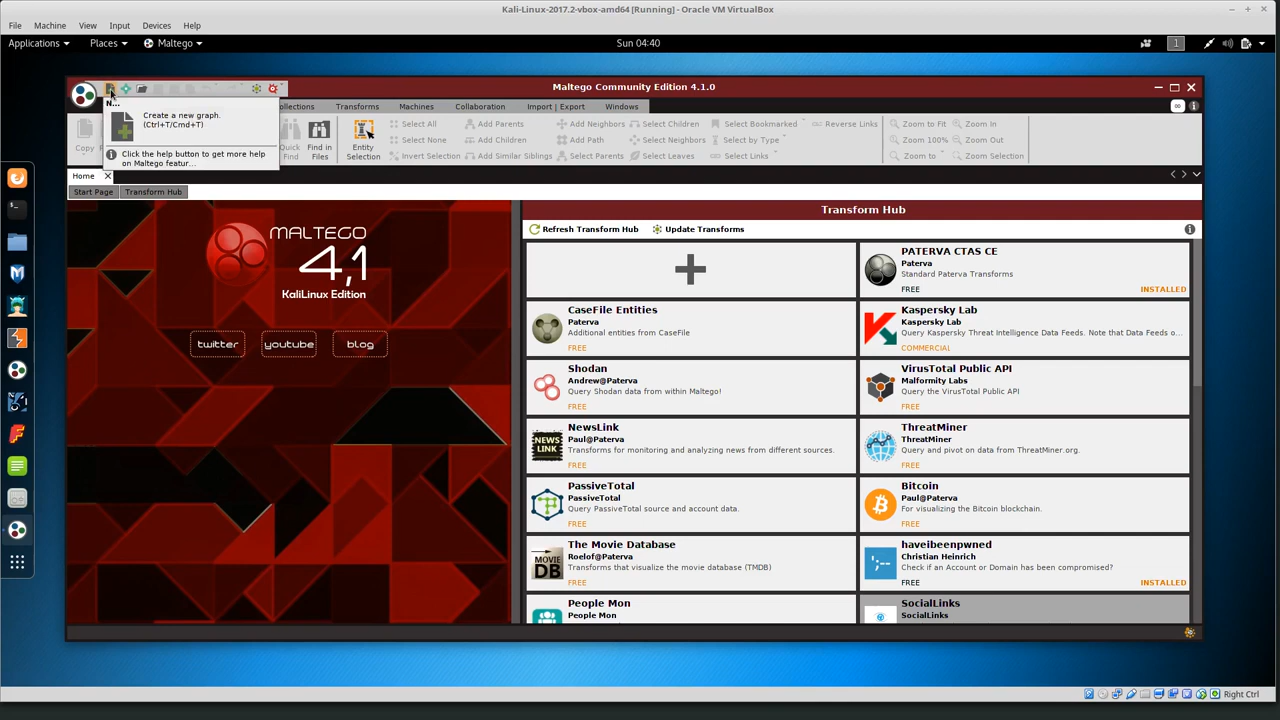 Kali-Linux-2017.2-vbox-amd64 [Running] - Oracle VM VirtualBox
File Machine View Input Devices Help
Applications Places Maltego Sun 04:40 1
Maltego Community Edition 4.1.0
N...
Create a new graph.
(Ctrl+T/Cmd+T)
Click the help button to get more help
on Maltego featur...
ollections Transforms Machines Collaboration Import | Export Windows
Copy
Quick
Find
Find in
Files
Entity
Selection
Select All Add Parents Add Neighbors Select Children Select Bookmarked Reverse Links Zoom to Fit Zoom In
Select None Add Children Add Path Select Neighbors Select by Type Zoom 100% Zoom Out
Invert Selection Add Similar Siblings Select Parents Select Leaves Select Links Zoom to Zoom Selection
Home
Start Page Transform Hub
MALTEGO
4,1
KaliLinux Edition
twitter youtube blog
Transform Hub
Refresh Transform Hub Update Transforms
PATERVA CTAS CE
Paterva
Standard Paterva Transforms
FREE INSTALLED
CaseFile Entities
Paterva
Additional entities from CaseFile
FREE
Kaspersky Lab
Kaspersky Lab
Query Kaspersky Threat Intelligence Data Feeds. Note that Data Feeds o...
COMMERCIAL
Shodan
Andrew@Paterva
Query Shodan data from within Maltego!
FREE
VirusTotal Public API
Malformity Labs
Query the VirusTotal Public API
FREE
NEWS
LINK
NewsLink
Paul@Paterva
Transforms for monitoring and analyzing news from different sources.
FREE
ThreatMiner
ThreatMiner
Query and pivot on data from ThreatMiner.org.
FREE
PassiveTotal
PassiveTotal
Query PassiveTotal source and account data.
FREE
Bitcoin
Paul@Paterva
For visualizing the Bitcoin blockchain.
FREE
MOVIE
DB
The Movie Database
Roelof@Paterva
Transforms that visualize the movie database (TMDB)
FREE
haveibeenpwned
Christian Heinrich
Check if an Account or Domain has been compromised?
FREE INSTALLED
People Mon
People Mon
SocialLinks
SocialLinks
Right Ctrl